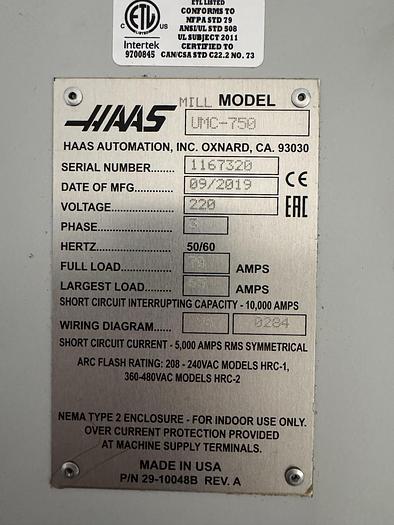 ETL LISTED
CONFORMS TO
NFPA STD 79
ANSI/UL STD 508
UL SUBJECT 2011
CERTIFIED TO
CAN/CSA STD C22.2 NO. 73
C ETL US
LISTED
Intertek
9700845
HAAS MILL MODEL
UMC-750
HAAS AUTOMATION, INC. OXNARD, CA. 93030
SERIAL NUMBER.......... 1167320
DATE OF MFG............... 09/2019 CE
VOLTAGE..................... 220 EAC
PHASE.......................... 3
HERTZ........................... 50/60
FULL LOAD.................... AMPS
LARGEST LOAD............ AMPS
SHORT CIRCUIT INTERRUPTING CAPACITY - 10,000 AMPS
WIRING DIAGRAM......... 0284
SHORT CIRCUIT CURRENT - 5,000 AMPS RMS SYMMETRICAL
ARC FLASH RATING: 208 - 240VAC MODELS HRC-1,
360-480VAC MODELS HRC-2
NEMA TYPE 2 ENCLOSURE - FOR INDOOR USE ONLY.
OVER CURRENT PROTECTION PROVIDED
AT MACHINE SUPPLY TERMINALS.
MADE IN USA
P/N 29-10048B REV. A